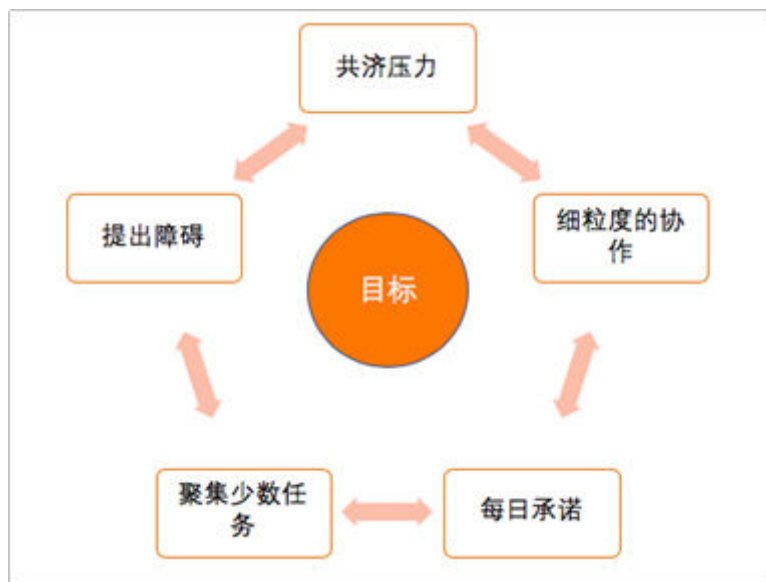 共济压力
提出障碍
细粒度的协
作
目标
聚集少数任
务
每日承诺